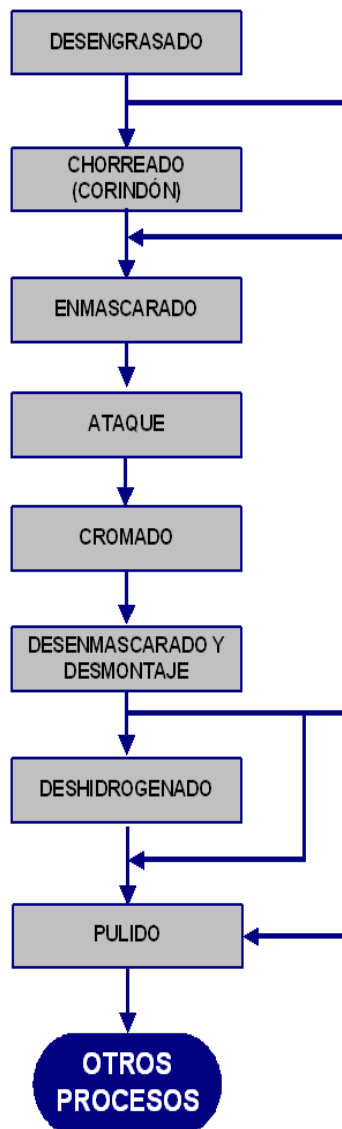 DESENGRASADO
CHORREADO
(CORINDÓN)
ENMASCARADO
ATAQUE
CROMADO
DESENMASCARADO Y
DESMONTAJE
DESHIDROGENADO
PULIDO
OTROS
PROCESOS